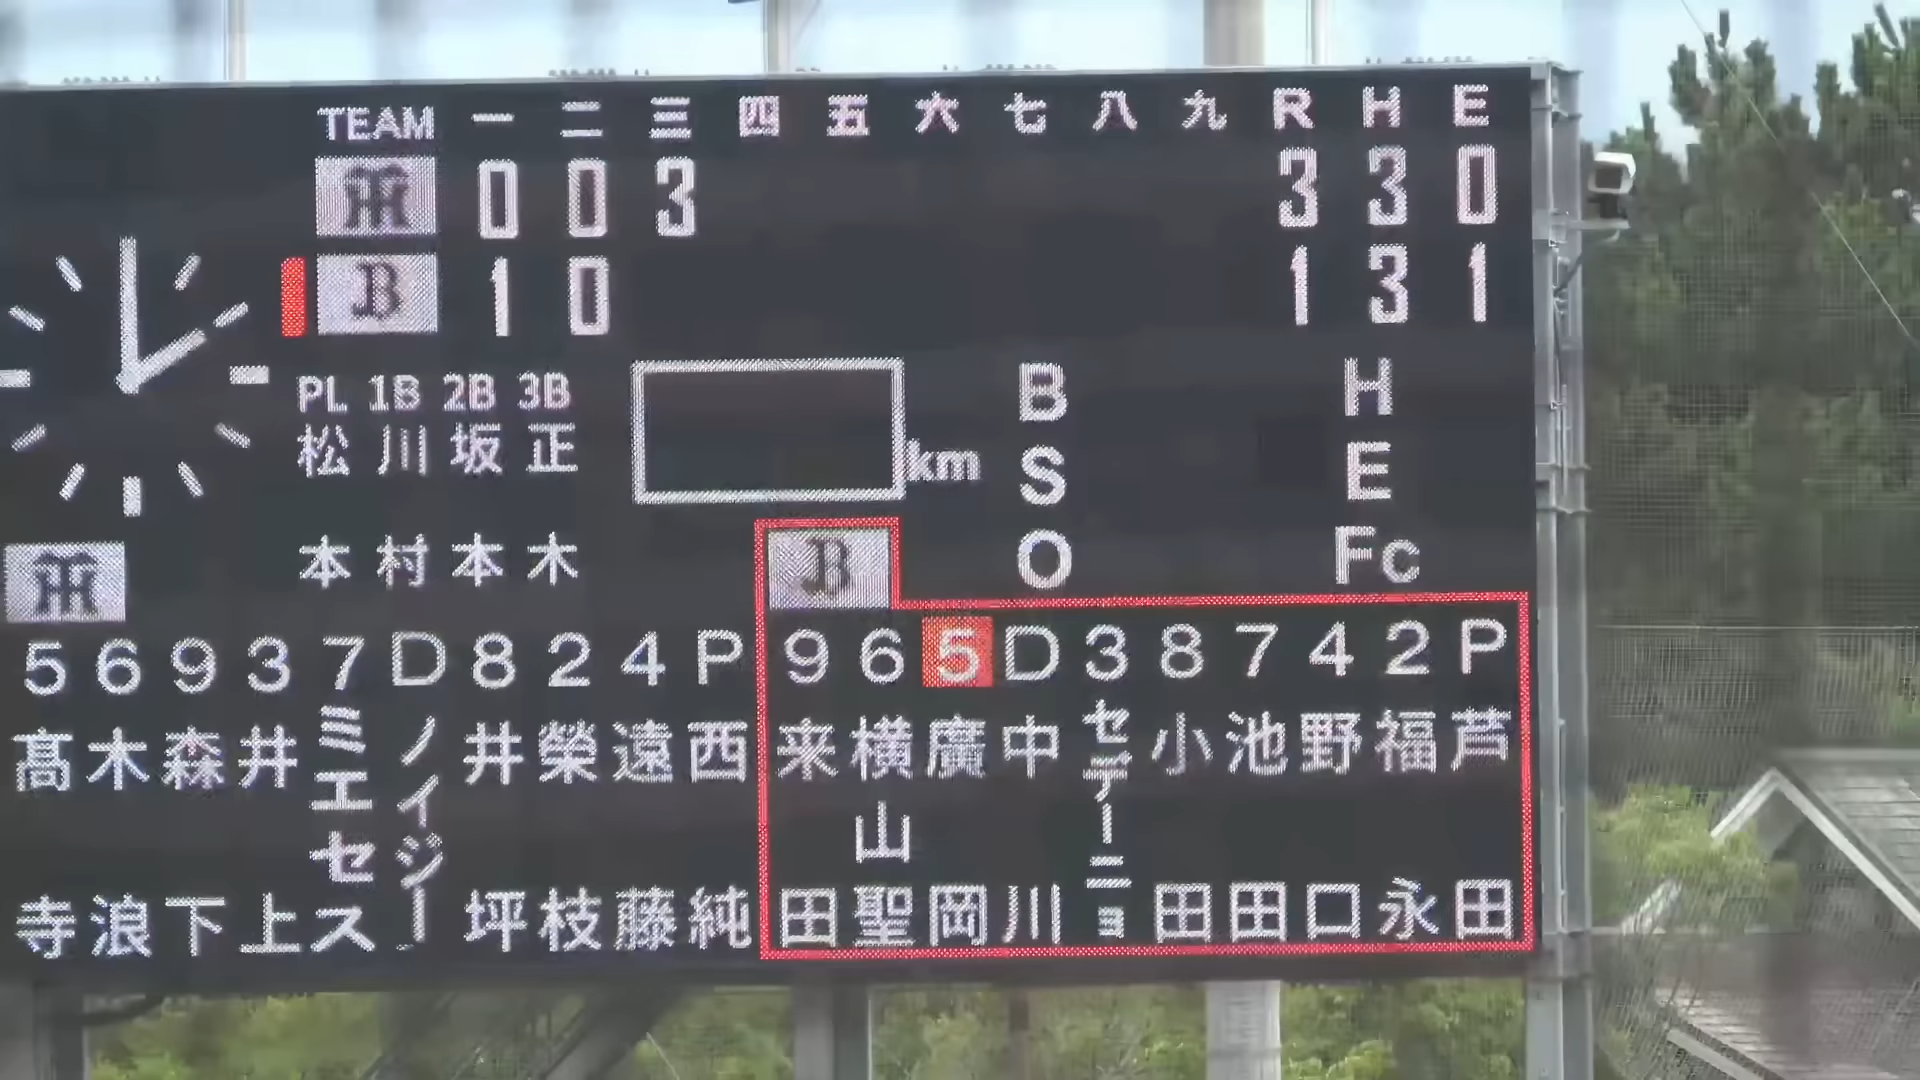 TEAM 一 二 三 四 五 六 七 八 九 R H E
HT 0 0 3 3 3 0
B 1 0 1 3 1
PL 1B 2B 3B
松本 川村 坂本 正木
km
B H
S E
O Fc
HT
5 6 9 3 7 D 8 2 4 P
髙寺 木浪 森下 井上 ミエセス ノイジー 井坪 榮枝 遠藤 西純
B
9 6 5 D 3 8 7 4 2 P
来田 横山聖 廣岡 中川 セデーニョ 小田 池田 野口 福永 芦田